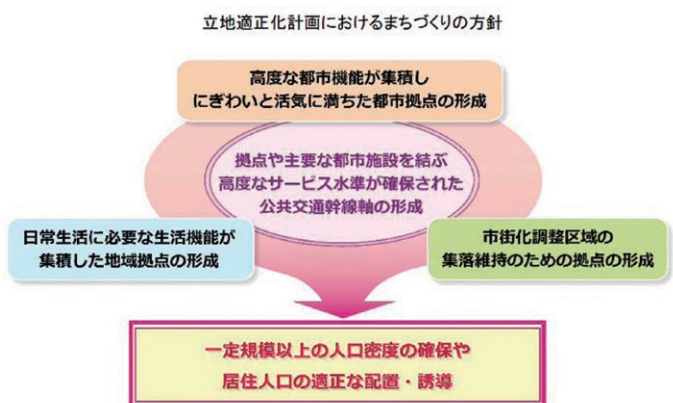 立地適正化計画におけるまちづくりの方針
高度な都市機能が集積し
にぎわいと活気に満ちた都市拠点の形成
拠点や主要な都市施設を結ぶ
高度なサービス水準が確保された
公共交通幹線軸の形成
日常生活に必要な生活機能が
集積した地域拠点の形成
市街化調整区域の
集落維持のための拠点の形成
一定規模以上の人口密度の確保や
居住人口の適正な配置・誘導